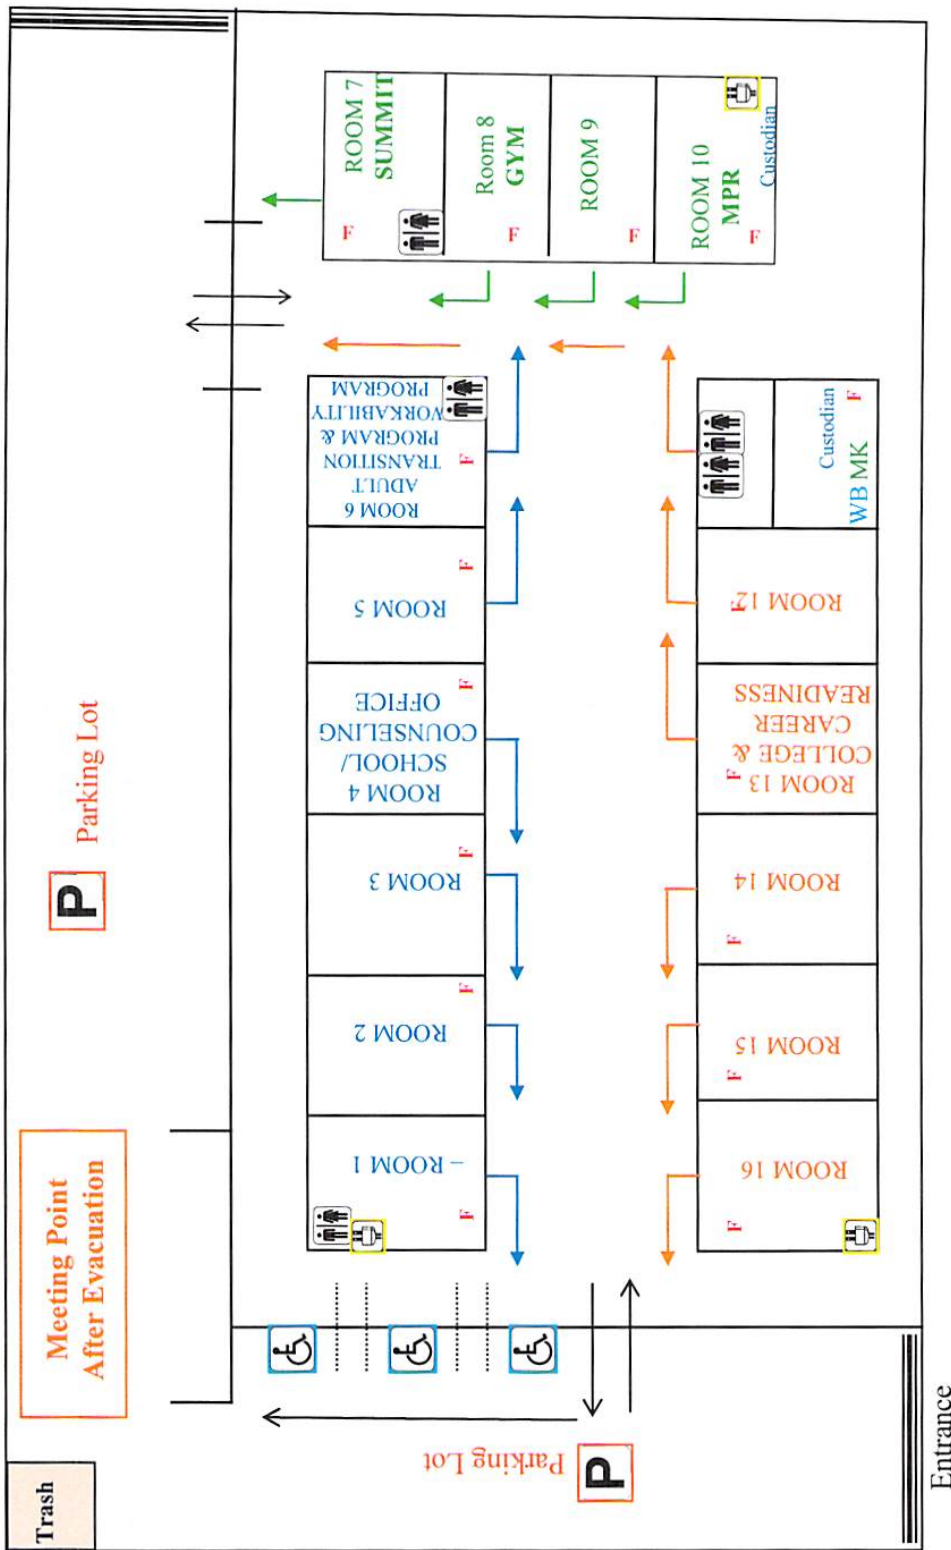 Trash
Meeting Point
After Evacuation
P
Parking Lot
ROOM 7
SUMMIT
F
Room 8
GYM
F
ROOM 9
F
ROOM 10
MPR
F
Custodian
ROOM 1 –
F
ROOM 2
F
ROOM 3
F
ROOM 4
SCHOOL/
COUNSELING
OFFICE
F
ROOM 5
F
ROOM 6
ADULT
TRANSITION
PROGRAM &
WORKABILITY
PROGRAM
F
ROOM 16
F
ROOM 15
F
ROOM 14
F
ROOM 13
COLLEGE &
CAREER
READINESS
F
ROOM 12
F
Custodian
WB MK
F
Parking Lot
P
Entrance